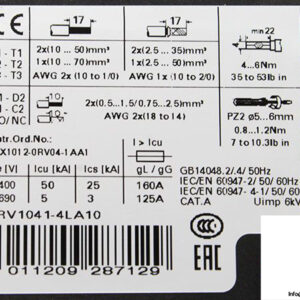 17 17 min 22
1 - T1 2x(10 ... 50)mm² 2x(2.5 ... 35)mm²
- T2 1x(10 ... 70)mm² 1x(2.5 ... 50)mm² 4...6Nm
- T3 AWG 2x (10 to 1/0) AWG 1x (10 to 2/0) 35 to 53lb in
1 - D2 10
1 - C2 2x(0.5...1.5/0.75...2.5)mm² PZ2 ø 5...6mm
O/NC AWG 2x(18 to 14) 0.8...1.2Nm
7 to 10.3lb in
ntr.Ord.No.: I > Icu
X1012-0RV04-1AA1 gL / gG
[V] Icu [kA] Ics [kA] GB14048.2/.4/ 50Hz
400 50 25 160A IEC/EN 60947-2/ 50/ 60Hz
690 5 3 125A IEC/EN 60947-4-1/ 50/ 60
CAT.A Uimp 6kV
RV1041-4LA10
011209 287129
EAC